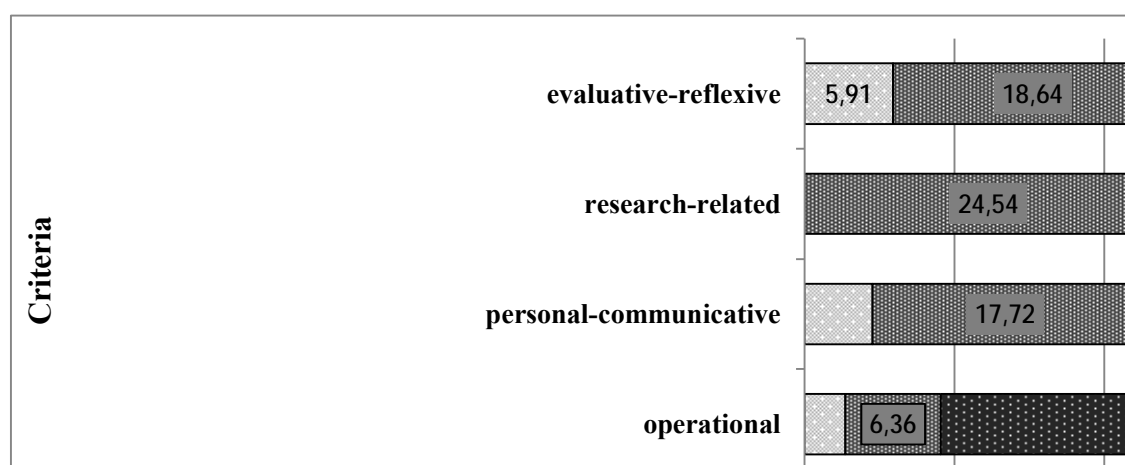 Criteria
evaluative-reflexive 5,91 18,64
research-related 24,54
personal-communicative 17,72
operational 6,36